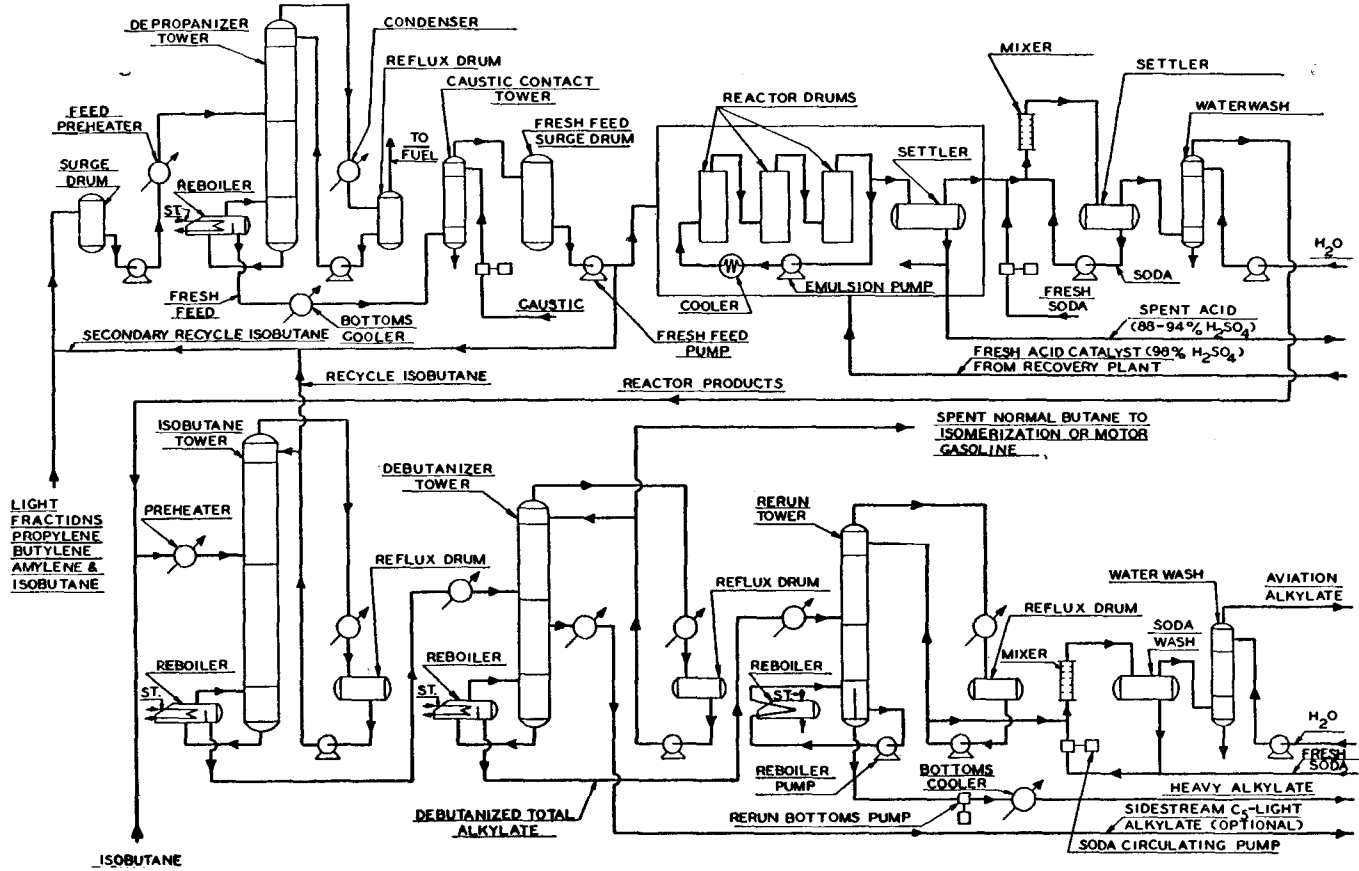 DEPROPANIZER
TOWER
CONDENSER
REFLUX DRUM
CAUSTIC CONTACT
TOWER
MIXER
SETTLER
FEED
PREHEATER
SURGE
DRUM
REBOILER
ST.
TO
FUEL
FRESH FEED
SURGE DRUM
REACTOR DRUMS
SETTLER
WATERWASH
H2O
FRESH
FEED
BOTTOMS
COOLER
CAUSTIC
FRESH FEED
PUMP
COOLER
EMULSION PUMP
FRESH
SODA
SODA
SPENT ACID
(88-94% H2SO4)
FRESH ACID CATALYST (98% H2SO4)
FROM RECOVERY PLANT
SECONDARY RECYCLE ISOBUTANE
RECYCLE ISOBUTANE
REACTOR PRODUCTS
ISOBUTANE
TOWER
DEBUTANIZER
TOWER
SPENT NORMAL BUTANE TO
ISOMERIZATION OR MOTOR
GASOLINE
LIGHT
FRACTIONS
PROPYLENE
BUTYLENE
AMYLENE &
ISOBUTANE
PREHEATER
REFLUX DRUM
RERUN
TOWER
REFLUX DRUM
WATER WASH
AVIATION
ALKYLATE
REFLUX DRUM
SODA
WASH
MIXER
REBOILER
ST.
REBOILER
ST.
REBOILER
ST
H2O
FRESH
SODA
REBOILER
PUMP
BOTTOMS
COOLER
HEAVY ALKYLATE
DEBUTANIZED TOTAL
ALKYLATE
RERUN BOTTOMS PUMP
SIDESTREAM C5-LIGHT
ALKYLATE (OPTIONAL)
SODA CIRCULATING PUMP
ISOBUTANE